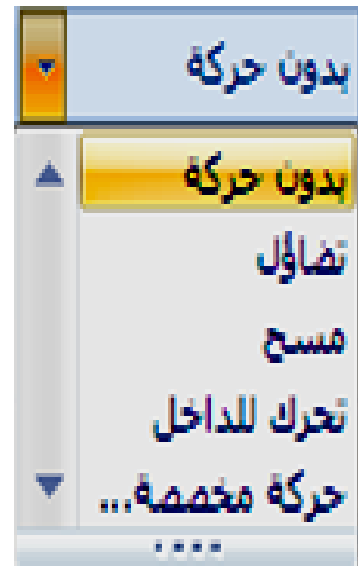 بدون حركة
بدون حركة
تضاؤل
مسح
تحرك للداخل
حركة مخصصة...